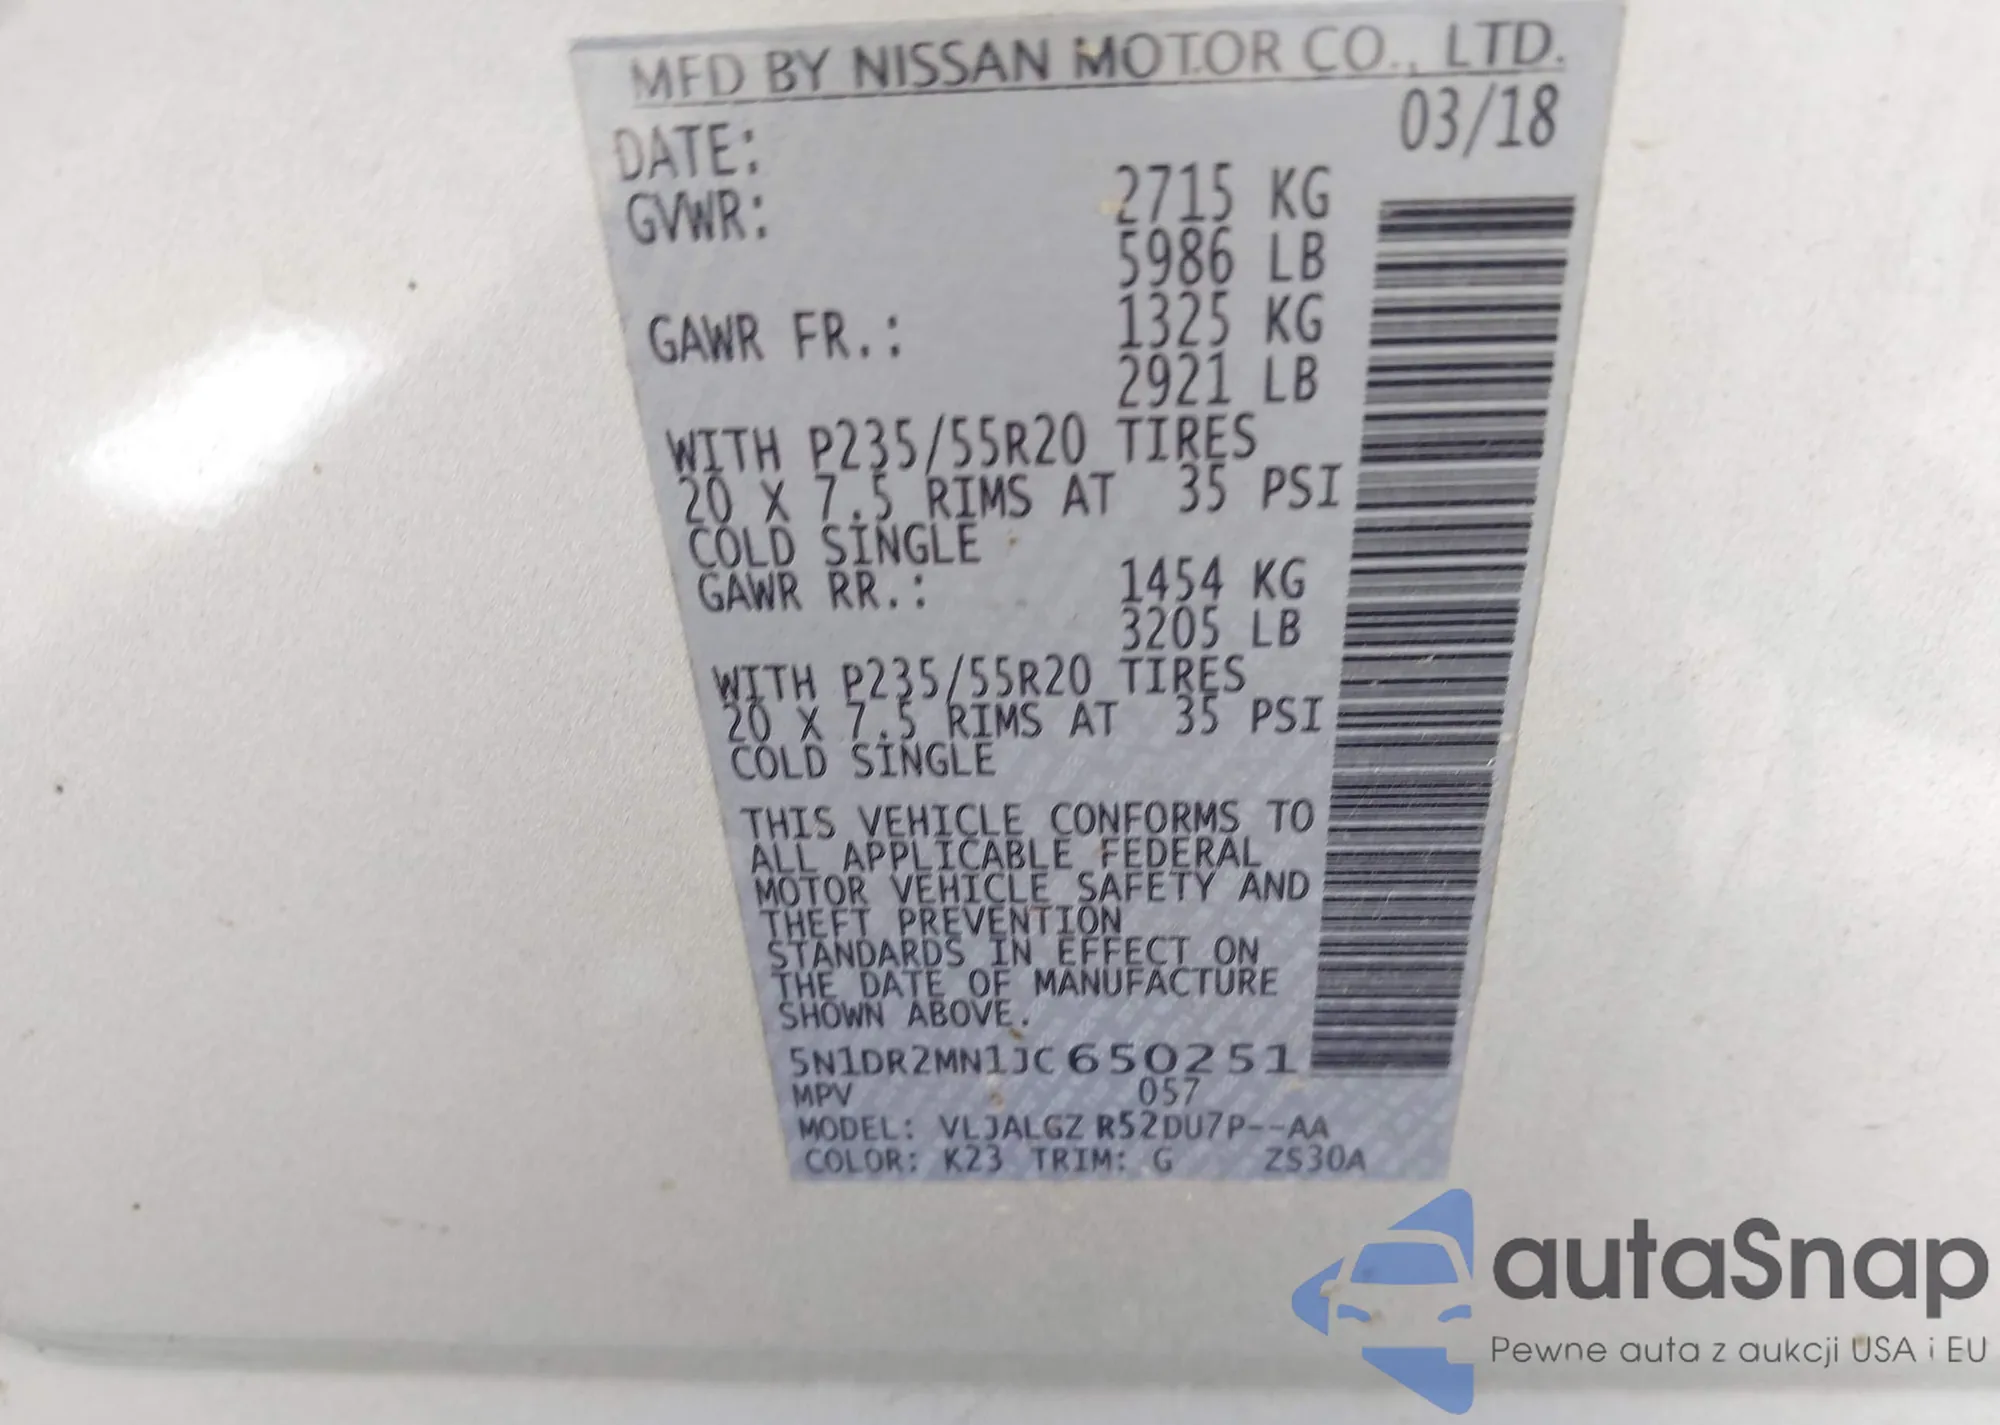 MFD BY NISSAN MOTOR CO., LTD.
DATE: 03/18
GVWR: 2715 KG
5986 LB
GAWR FR.: 1325 KG
2921 LB
WITH P235/55R20 TIRES
20 X 7.5 RIMS AT 35 PSI
COLD SINGLE
GAWR RR.: 1454 KG
3205 LB
WITH P235/55R20 TIRES
20 X 7.5 RIMS AT 35 PSI
COLD SINGLE
THIS VEHICLE CONFORMS TO
ALL APPLICABLE FEDERAL
MOTOR VEHICLE SAFETY AND
THEFT PREVENTION
STANDARDS IN EFFECT ON
THE DATE OF MANUFACTURE
SHOWN ABOVE.
5N1DR2MN1JC650251
MPV 057
MODEL: VLJALGZ R52DU7P--AA
COLOR: K23 TRIM: G ZS30A
autaSnap
Pewne auta z aukcji USA i EU